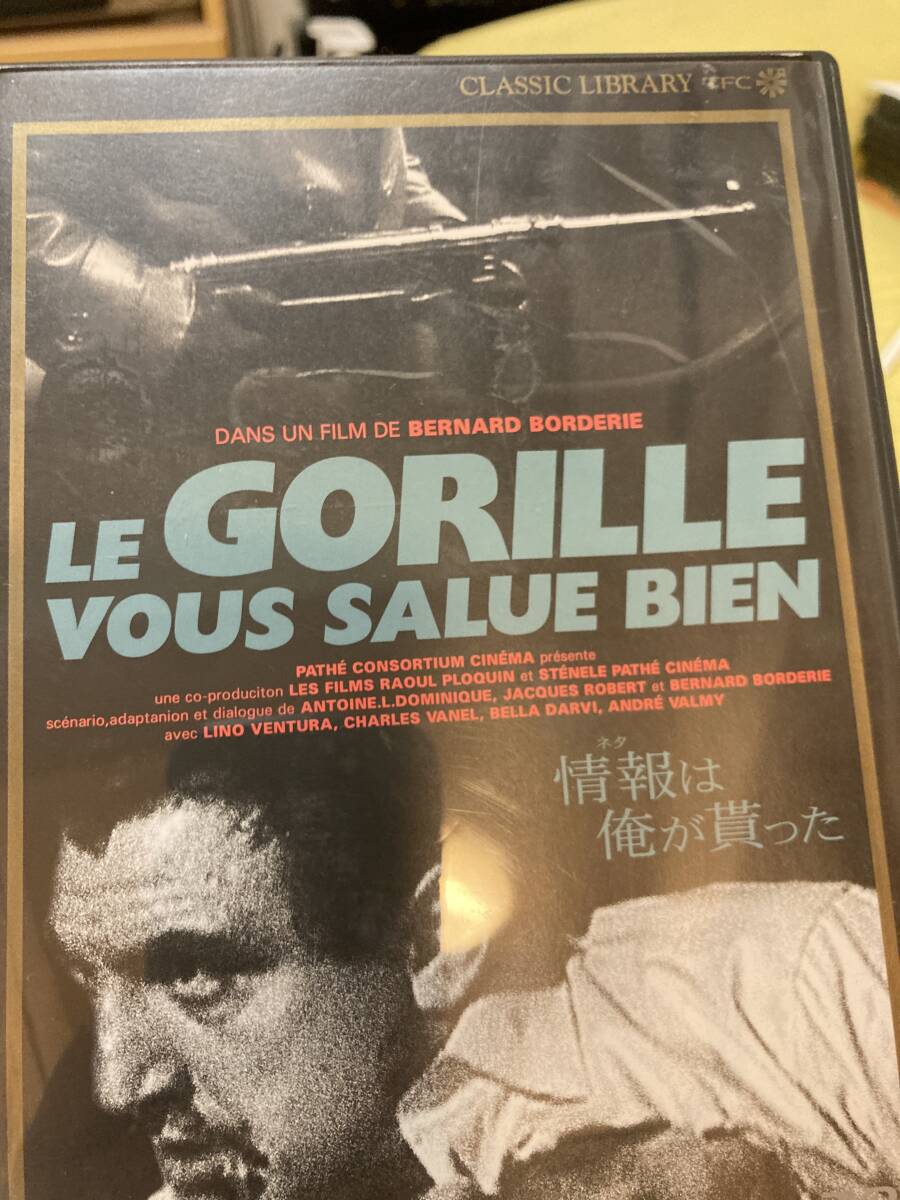 CLASSIC LIBRARY TFC
DANS UN FILM DE BERNARD BORDERIE
LE GORILLE
VOUS SALUE BIEN
PATHÉ CONSORTIUM CINÉMA présente
une co-produciton LES FILMS RAOUL PLOQUIN et STÉNELE PATHÉ CINÉMA
scénario,adaptanion et dialogue de ANTOINE.L.DOMINIQUE, JACQUES ROBERT et BERNARD BORDERIE
avec LINO VENTURA, CHARLES VANEL, BELLA DARVI, ANDRÉ VALMY
ネタ
情報は
俺が貰った